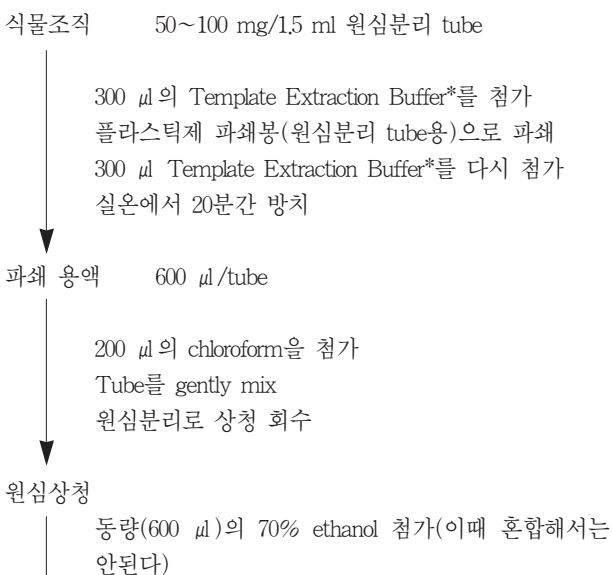 식물조직 50~100 mg/1.5 ml 원심분리 tube
300 μl의 Template Extraction Buffer*를 첨가
플라스틱제 파쇄봉(원심분리 tube용)으로 파쇄
300 μl Template Extraction Buffer*를 다시 첨가
실온에서 20분간 방치
파쇄 용액 600 μl/tube
200 μl의 chloroform을 첨가
Tube를 gently mix
원심분리로 상청 회수
원심상청
동량(600 μl)의 70% ethanol 첨가(이때 혼합해서는
안된다)